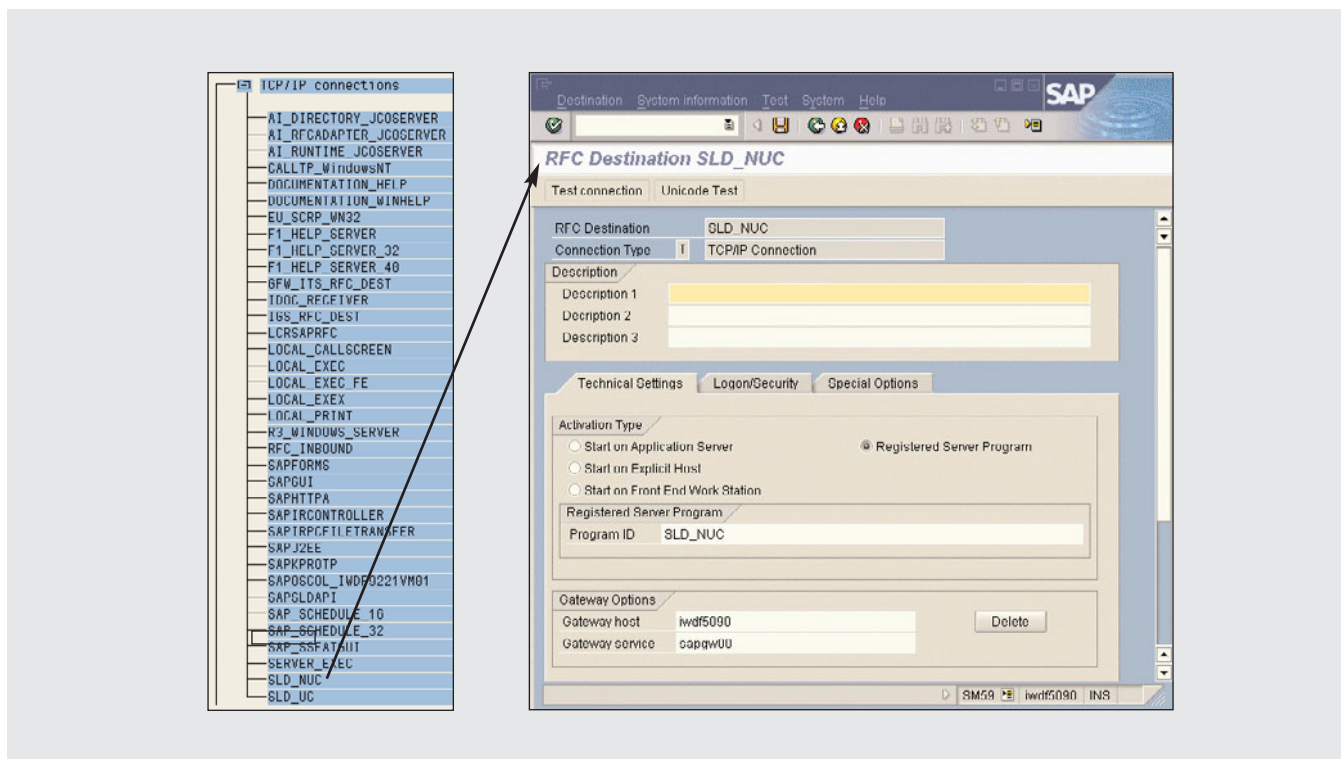 TCP/IP connections
AI_DIRECTORY_JCOSERVER
AI_RFCADAPTER_JCOSERVER
AI_RUNTIME_JCOSERVER
CALLTP_WindowsNT
DOCUMENTATION_HELP
DOCUMENTATION_WINHELP
EU_SCRP_WN32
F1_HELP_SERVER
F1_HELP_SERVER_32
F1_HELP_SERVER_40
GFW_ITS_RFC_DEST
IDOC_RECEIVER
IGS_RFC_DEST
LCRSAPRFC
LOCAL_CALLSCREEN
LOCAL_EXEC
LOCAL_EXEC_FE
LOCAL_EXEX
LOCAL_PRINT
R3_WINDOWS_SERVER
RFC_INBOUND
SAPFORMS
SAPGUI
SAPHTTPA
SAPIRCONTROLLER
SAPIRPCFILETRANSFER
SAPJ2EE
SAPKPROTP
SAPOSCOL_IWDF9221VM01
SAPSLDAPI
SAP_SCHEDULE_16
SAP_SCHEDULE_32
SAP_SSFATGUI
SERVER_EXEC
SLD_NUC
SLD_UC
Destination System information Test System Help
SAP
RFC Destination SLD_NUC
Test connection Unicode Test
RFC Destination SLD_NUC
Connection Type T TCP/IP Connection
Description
Description 1
Decription 2
Description 3
Technical Settings Logon/Security Special Options
Activation Type
Start on Application Server Registered Server Program
Start on Explicit Host
Start on Front End Work Station
Registered Server Program
Program ID SLD_NUC
Gateway Options
Gateway host iwdf5090 Delete
Gateway service sapgw00
SM59 iwdf5090 INS